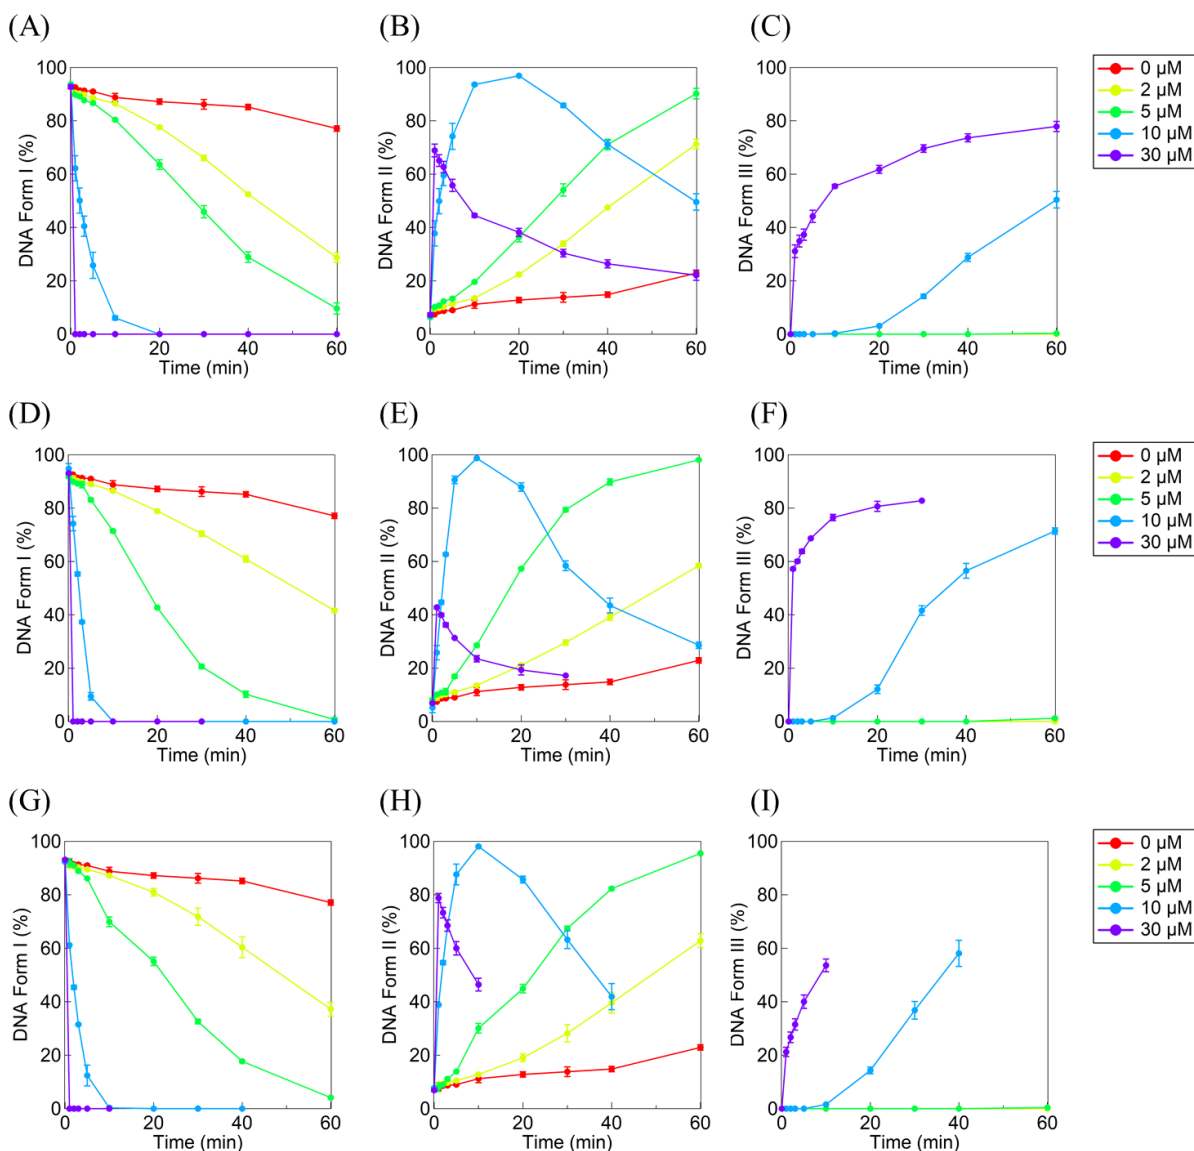 (A) (B) (C)
DNA Form I (%) DNA Form II (%) DNA Form III (%)
100 100 100
80 80 80
60 60 60
40 40 40
20 20 20
0 0 0
0 20 40 60 0 20 40 60 0 20 40 60
Time (min) Time (min) Time (min)
0 µM
2 µM
5 µM
10 µM
30 µM
(D) (E) (F)
DNA Form I (%) DNA Form II (%) DNA Form III (%)
100 100 100
80 80 80
60 60 60
40 40 40
20 20 20
0 0 0
0 20 40 60 0 20 40 60 0 20 40 60
Time (min) Time (min) Time (min)
0 µM
2 µM
5 µM
10 µM
30 µM
(G) (H) (I)
DNA Form I (%) DNA Form II (%) DNA Form III (%)
100 100 100
80 80 80
60 60 60
40 40 40
20 20 20
0 0 0
0 20 40 60 0 20 40 60 0 20 40 60
Time (min) Time (min) Time (min)
0 µM
2 µM
5 µM
10 µM
30 µM